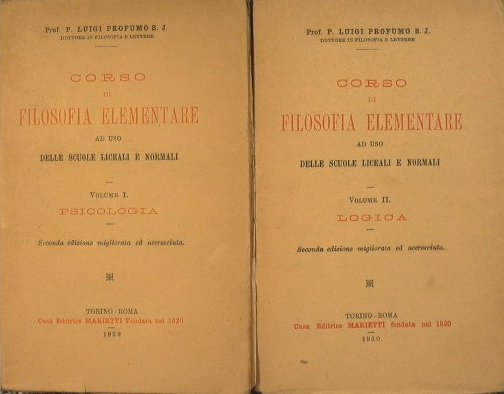 Prof. P. LUIGI PROFUMO S. J.
DOTTORE IN FILOSOFIA E LETTERE
CORSO
DI
FILOSOFIA ELEMENTARE
AD USO
DELLE SCUOLE LICEALI E NORMALI
VOLUME I.
PSICOLOGIA
Seconda edizione migliorata ed accresciuta.
TORINO-ROMA
Casa Editrice MARIETTI fondata nel 1820
1929
Prof. P. LUIGI PROFUMO S. J.
DOTTORE IN FILOSOFIA E LETTERE
CORSO
DI
FILOSOFIA ELEMENTARE
AD USO
DELLE SCUOLE LICEALI E NORMALI
VOLUME II.
LOGICA
Seconda edizione migliorata ed accresciuta.
TORINO-ROMA
Casa Editrice MARIETTI fondata nel 1820
1930